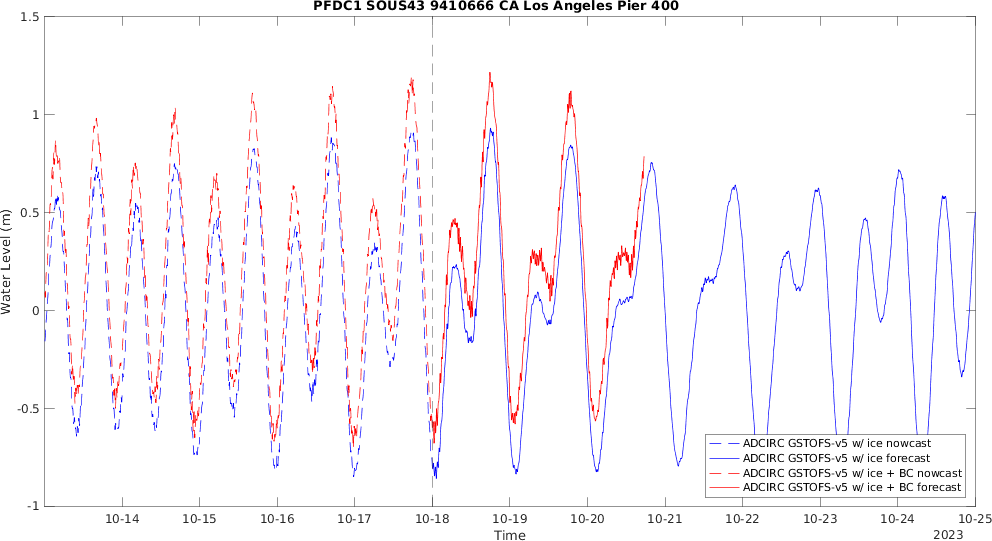 PFDC1 SOUS43 9410666 CA Los Angeles Pier 400
1.5
1
0.5
0
-0.5
-1
Water Level (m)
10-14 10-15 10-16 10-17 10-18 10-19 10-20 10-21 10-22 10-23 10-24 10-25
Time
2023
ADCIRC GSTOFS-v5 w/ ice nowcast
ADCIRC GSTOFS-v5 w/ ice forecast
ADCIRC GSTOFS-v5 w/ ice + BC nowcast
ADCIRC GSTOFS-v5 w/ ice + BC forecast